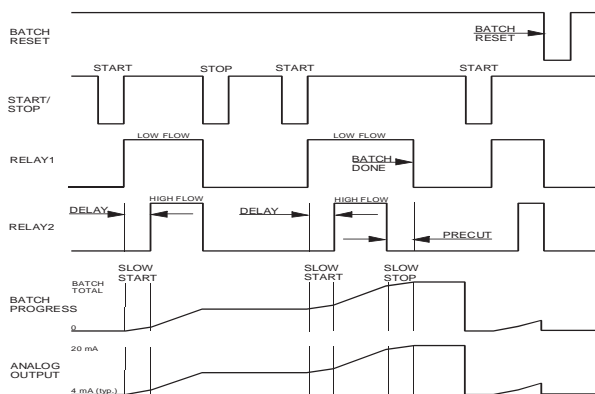 BATCH
RESET
BATCH
RESET
START
STOP
START
START
START/
STOP
LOW FLOW
LOW FLOW
RELAY1
BATCH
DONE
HIGH FLOW
HIGH FLOW
DELAY
DELAY
RELAY2
PRECUT
SLOW
START
SLOW
START
SLOW
STOP
BATCH
TOTAL
BATCH
PROGRESS
0
20 mA
ANALOG
OUTPUT
4 mA (typ.)